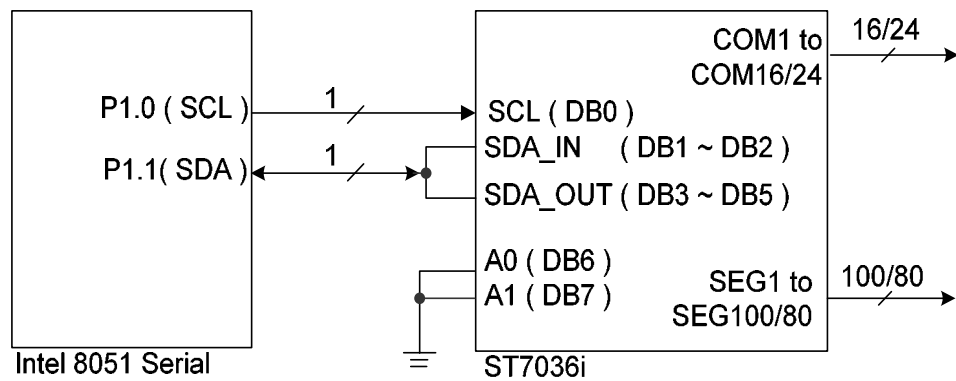 COM1 to
COM16/24
16/24
P1.0 ( SCL )
1
SCL ( DB0 )
P1.1( SDA )
1
SDA_IN ( DB1 ~ DB2 )
SDA_OUT ( DB3 ~ DB5 )
A0 ( DB6 )
A1 ( DB7 )
SEG1 to
SEG100/80
100/80
Intel 8051 Serial
ST7036i